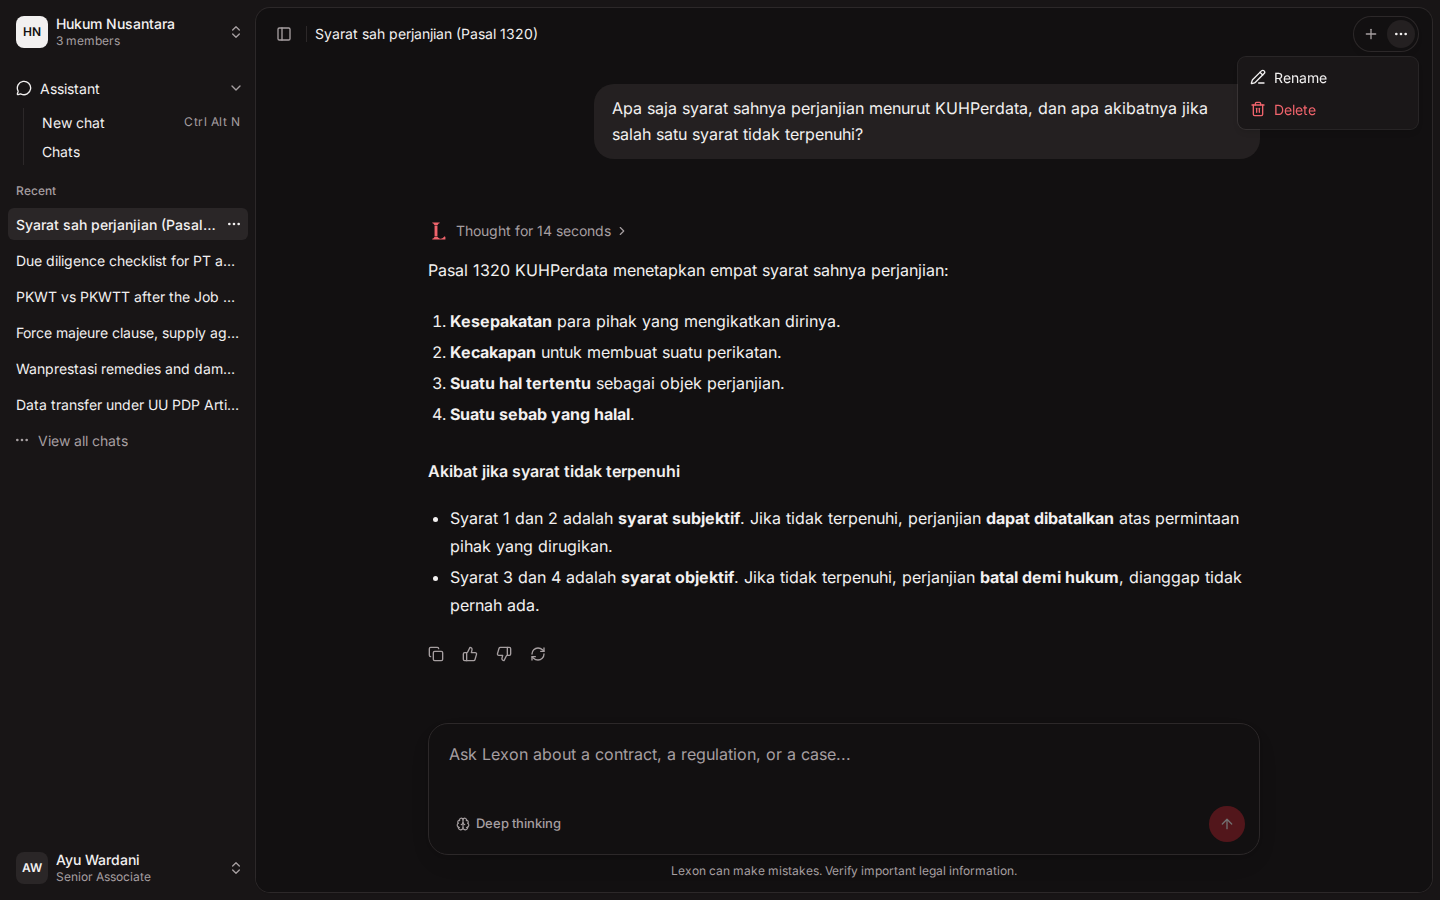 HN
Hukum Nusantara
3 members
Assistant
New chat
Ctrl Alt N
Chats
Recent
Syarat sah perjanjian (Pasal...
Due diligence checklist for PT a...
PKWT vs PKWTT after the Job ...
Force majeure clause, supply ag...
Wanprestasi remedies and dam...
Data transfer under UU PDP Arti...
View all chats
AW
Ayu Wardani
Senior Associate
Syarat sah perjanjian (Pasal 1320)
Rename
Delete
Apa saja syarat sahnya perjanjian menurut KUHPerdata, dan apa akibatnya jika
salah satu syarat tidak terpenuhi?
L
Thought for 14 seconds
Pasal 1320 KUHPerdata menetapkan empat syarat sahnya perjanjian:
1. Kesepakatan para pihak yang mengikatkan dirinya.
2. Kecakapan untuk membuat suatu perikatan.
3. Suatu hal tertentu sebagai objek perjanjian.
4. Suatu sebab yang halal.
Akibat jika syarat tidak terpenuhi
• Syarat 1 dan 2 adalah syarat subjektif. Jika tidak terpenuhi, perjanjian dapat dibatalkan atas permintaan
pihak yang dirugikan.
• Syarat 3 dan 4 adalah syarat objektif. Jika tidak terpenuhi, perjanjian batal demi hukum, dianggap tidak
pernah ada.
Ask Lexon about a contract, a regulation, or a case...
Deep thinking
Lexon can make mistakes. Verify important legal information.